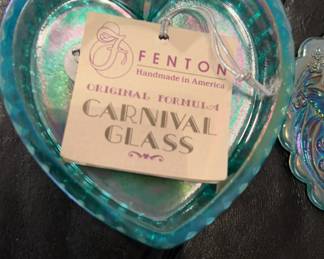 FENTON
Handmade in America
ORIGINAL FORMULA
CARNIVAL
GLASS